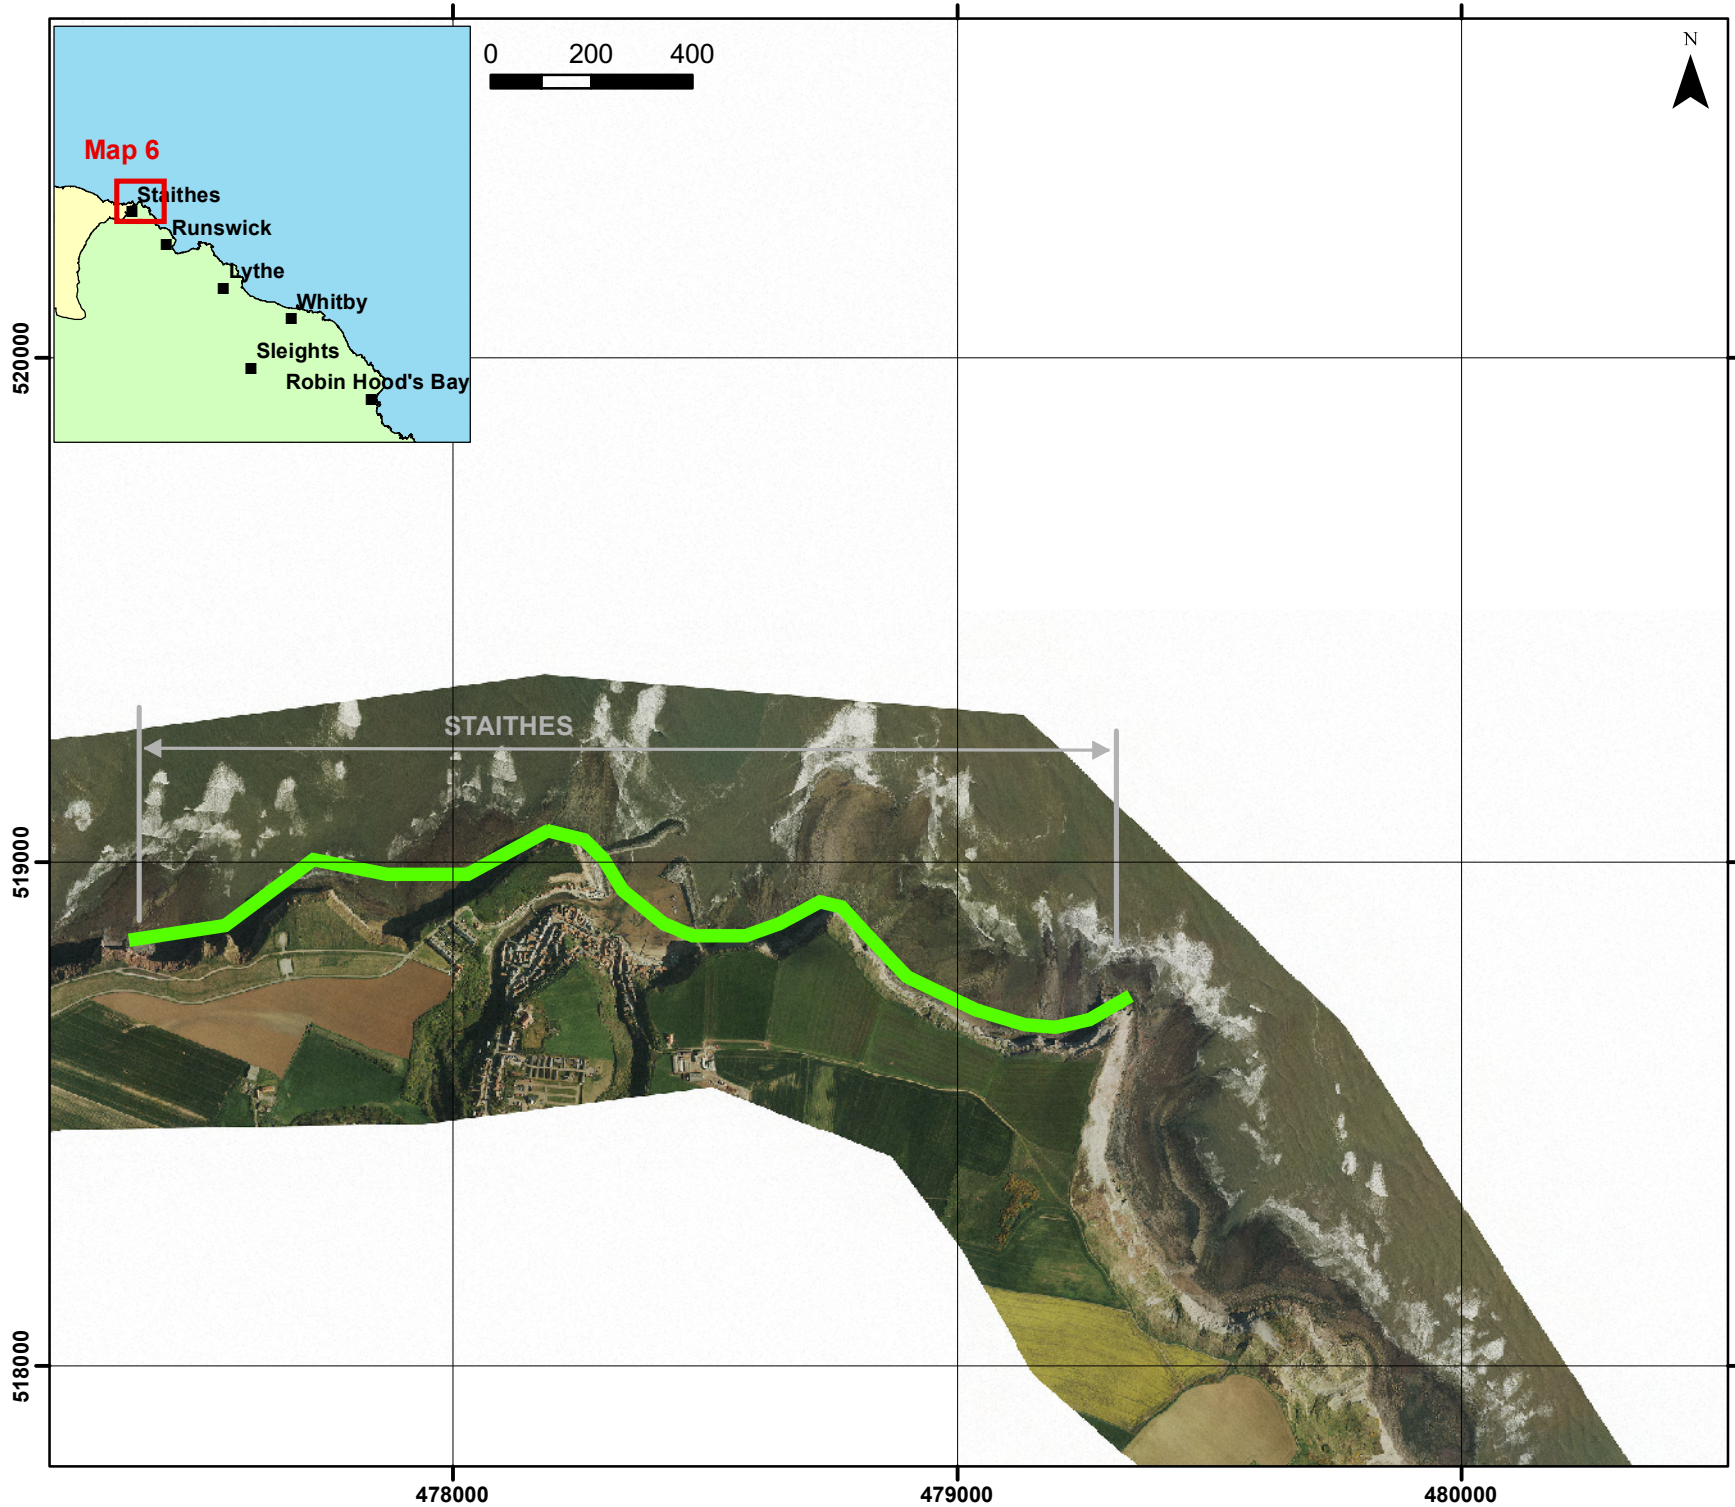 0 200 400
N
Map 6
Staithes
Runswick
Lythe
Whitby
Sleights
Robin Hood's Bay
520000
STAITHES
519000
518000
478000 479000 480000